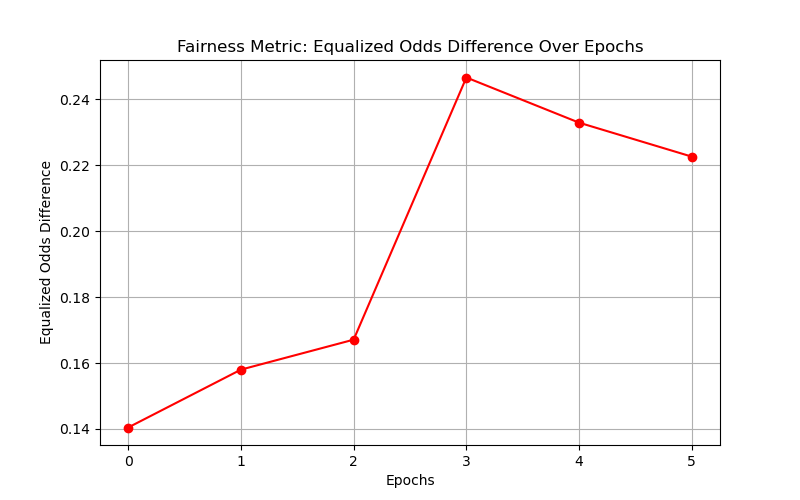 Fairness Metric: Equalized Odds Difference Over Epochs
Equalized Odds Difference
0.24
0.22
0.20
0.18
0.16
0.14
0 1 2 3 4 5
Epochs